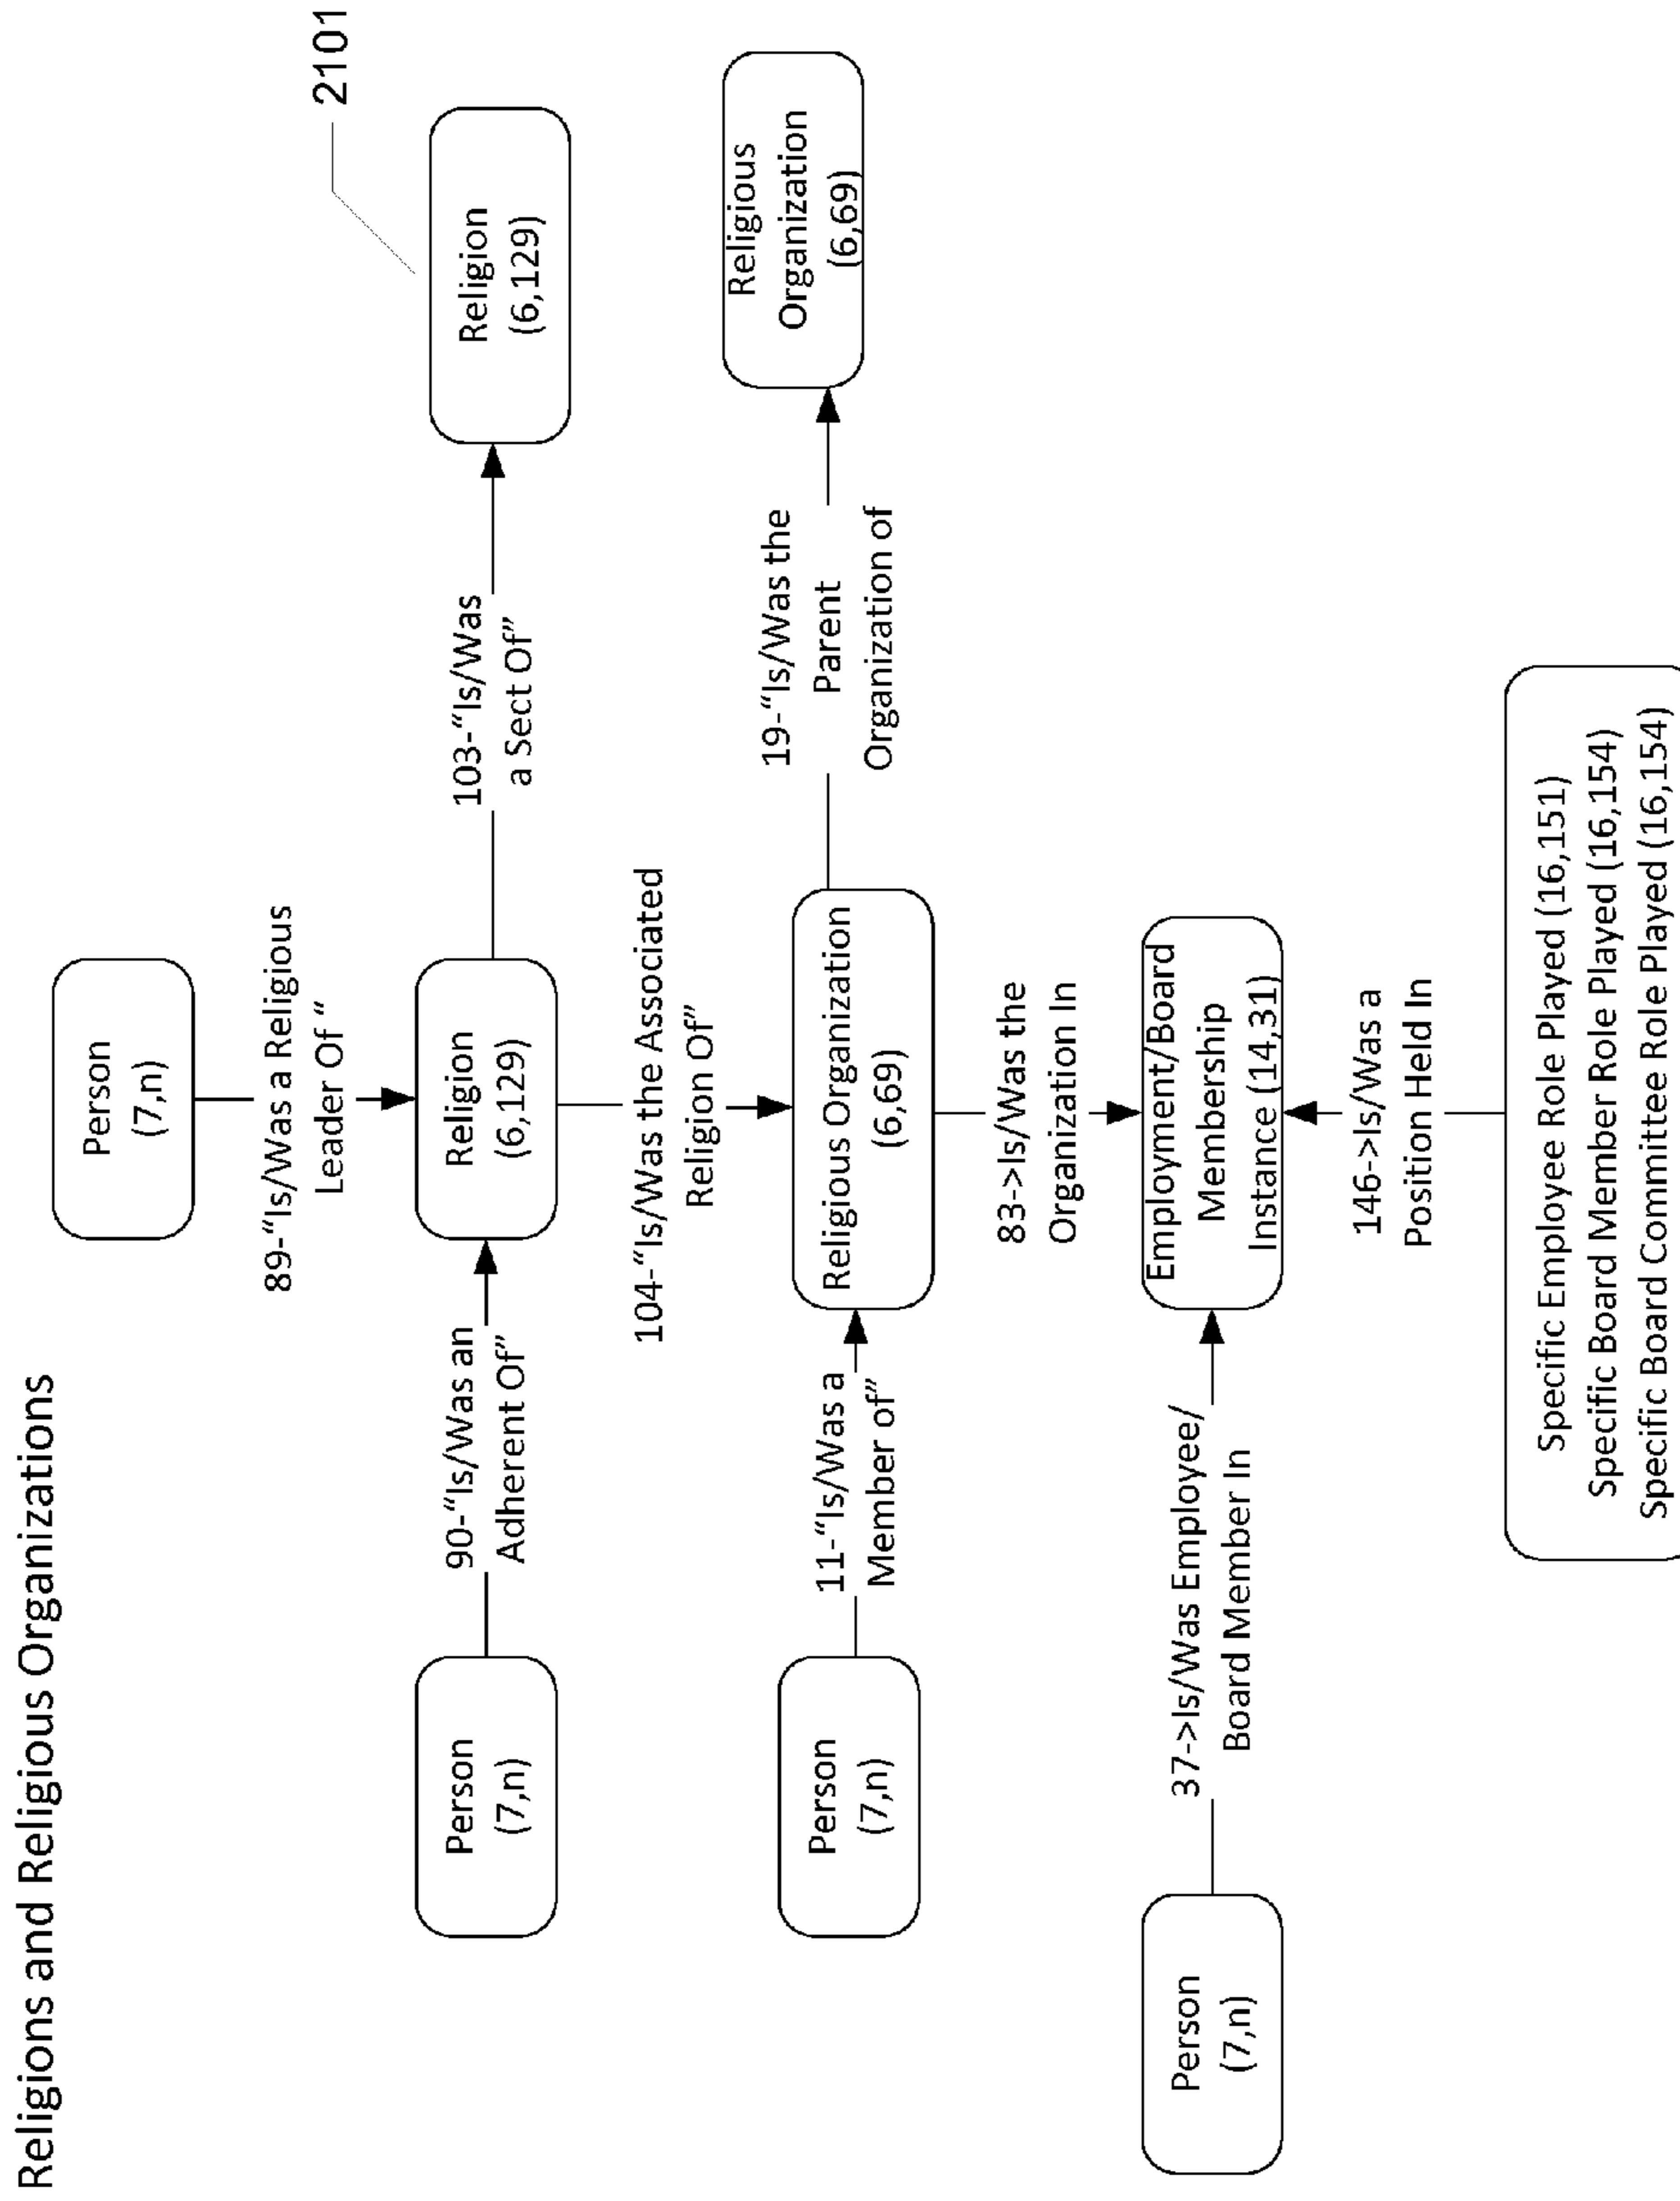 Religions and Religious Organizations
2101
Person
(7,n)
89-“Is/Was a Religious
Leader Of “
Person
(7,n)
90-“Is/Was an
Adherent Of”
Religion
(6,129)
103-“Is/Was
a Sect Of”
Religion
(6,129)
104-“Is/Was the Associated
Religion Of”
Person
(7,n)
11-“Is/Was a
Member of”
Religious Organization
(6,69)
19-“Is/Was the
Parent
Organization of
Religious
Organization
(6,69)
83->Is/Was the
Organization In
Person
(7,n)
37->Is/Was Employee/
Board Member In
Employment/Board
Membership
Instance (14,31)
146->Is/Was a
Position Held In
Specific Employee Role Played (16,151)
Specific Board Member Role Played (16,154)
Specific Board Committee Role Played (16,154)